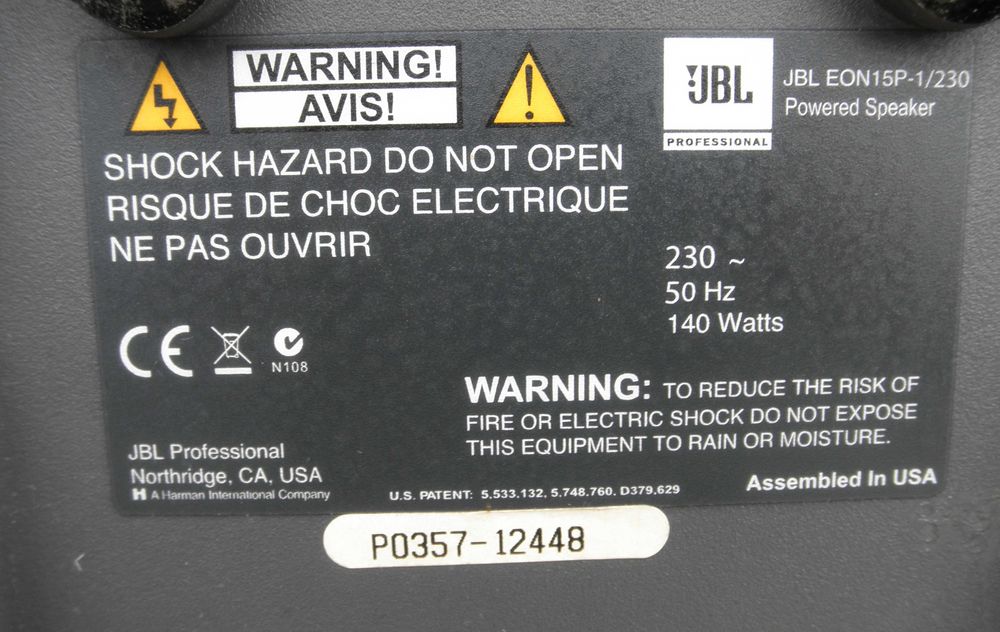 WARNING!
AVIS!
SHOCK HAZARD DO NOT OPEN
RISQUE DE CHOC ELECTRIQUE
NE PAS OUVRIR
JBL
PROFESSIONAL
JBL EON15P-1/230
Powered Speaker
230 ~
50 Hz
140 Watts
CE
N108
WARNING: TO REDUCE THE RISK OF
FIRE OR ELECTRIC SHOCK DO NOT EXPOSE
THIS EQUIPMENT TO RAIN OR MOISTURE.
JBL Professional
Northridge, CA, USA
H A Harman International Company
U.S. PATENT: 5,533,132, 5,748,760, D379,629
Assembled In USA
P0357-12448